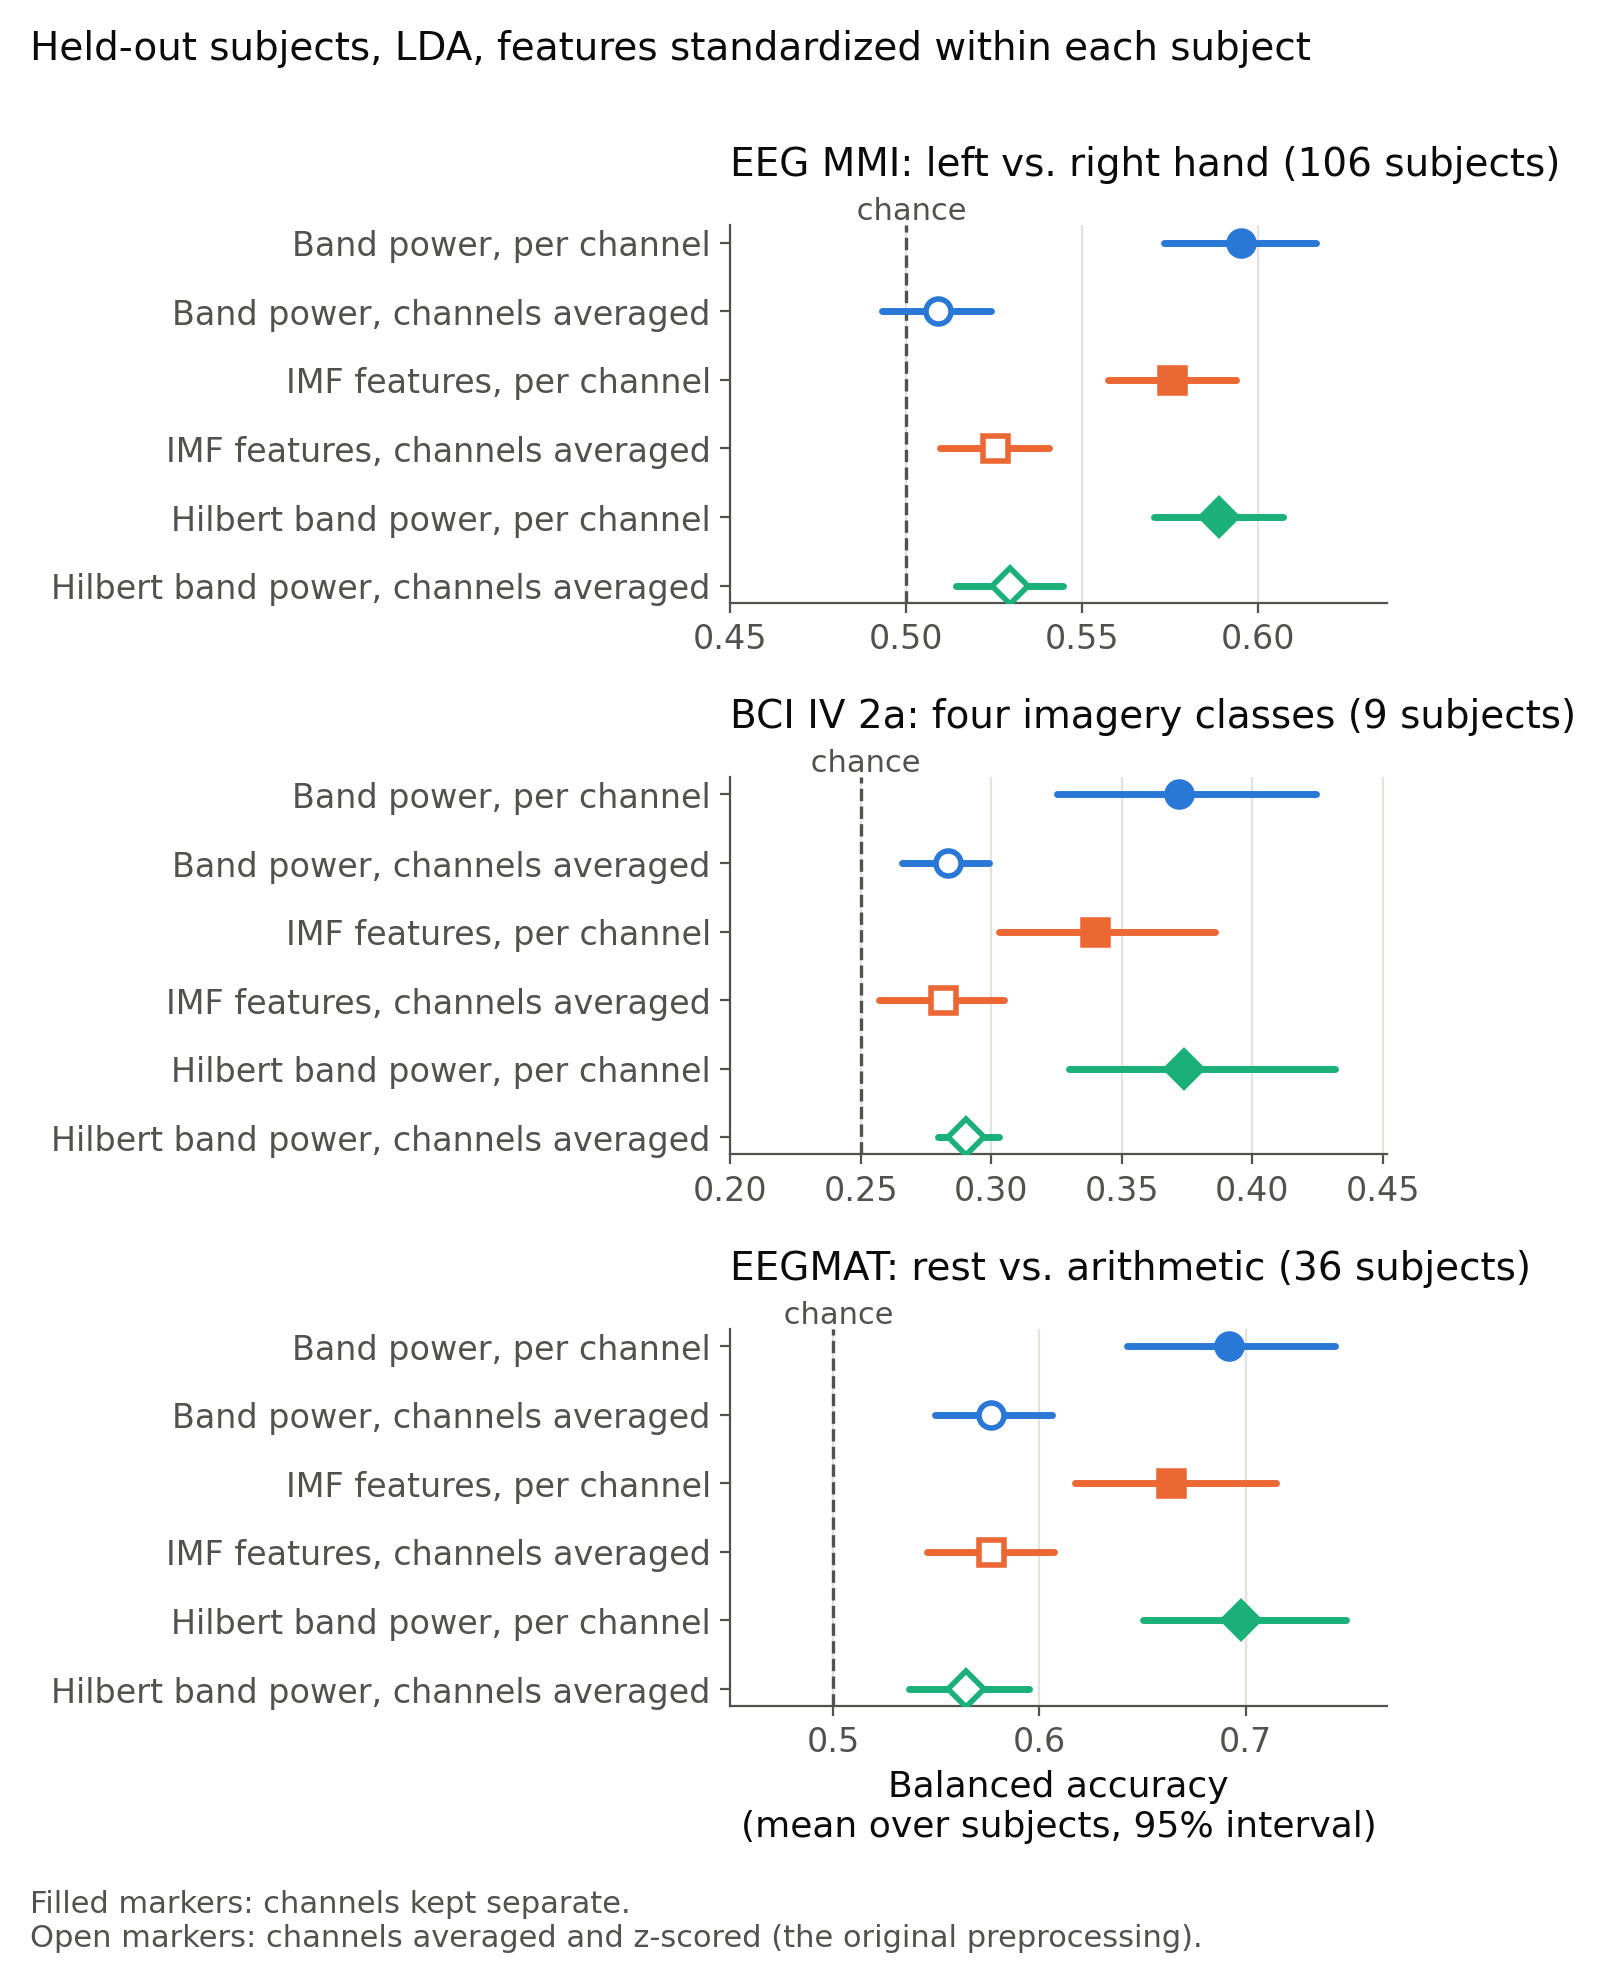 Held-out subjects, LDA, features standardized within each subject
EEG MMI: left vs. right hand (106 subjects)
chance
Band power, per channel
Band power, channels averaged
IMF features, per channel
IMF features, channels averaged
Hilbert band power, per channel
Hilbert band power, channels averaged
0.45 0.50 0.55 0.60
BCI IV 2a: four imagery classes (9 subjects)
chance
Band power, per channel
Band power, channels averaged
IMF features, per channel
IMF features, channels averaged
Hilbert band power, per channel
Hilbert band power, channels averaged
0.20 0.25 0.30 0.35 0.40 0.45
EEGMAT: rest vs. arithmetic (36 subjects)
chance
Band power, per channel
Band power, channels averaged
IMF features, per channel
IMF features, channels averaged
Hilbert band power, per channel
Hilbert band power, channels averaged
0.5 0.6 0.7
Balanced accuracy
(mean over subjects, 95% interval)
Filled markers: channels kept separate.
Open markers: channels averaged and z-scored (the original preprocessing).